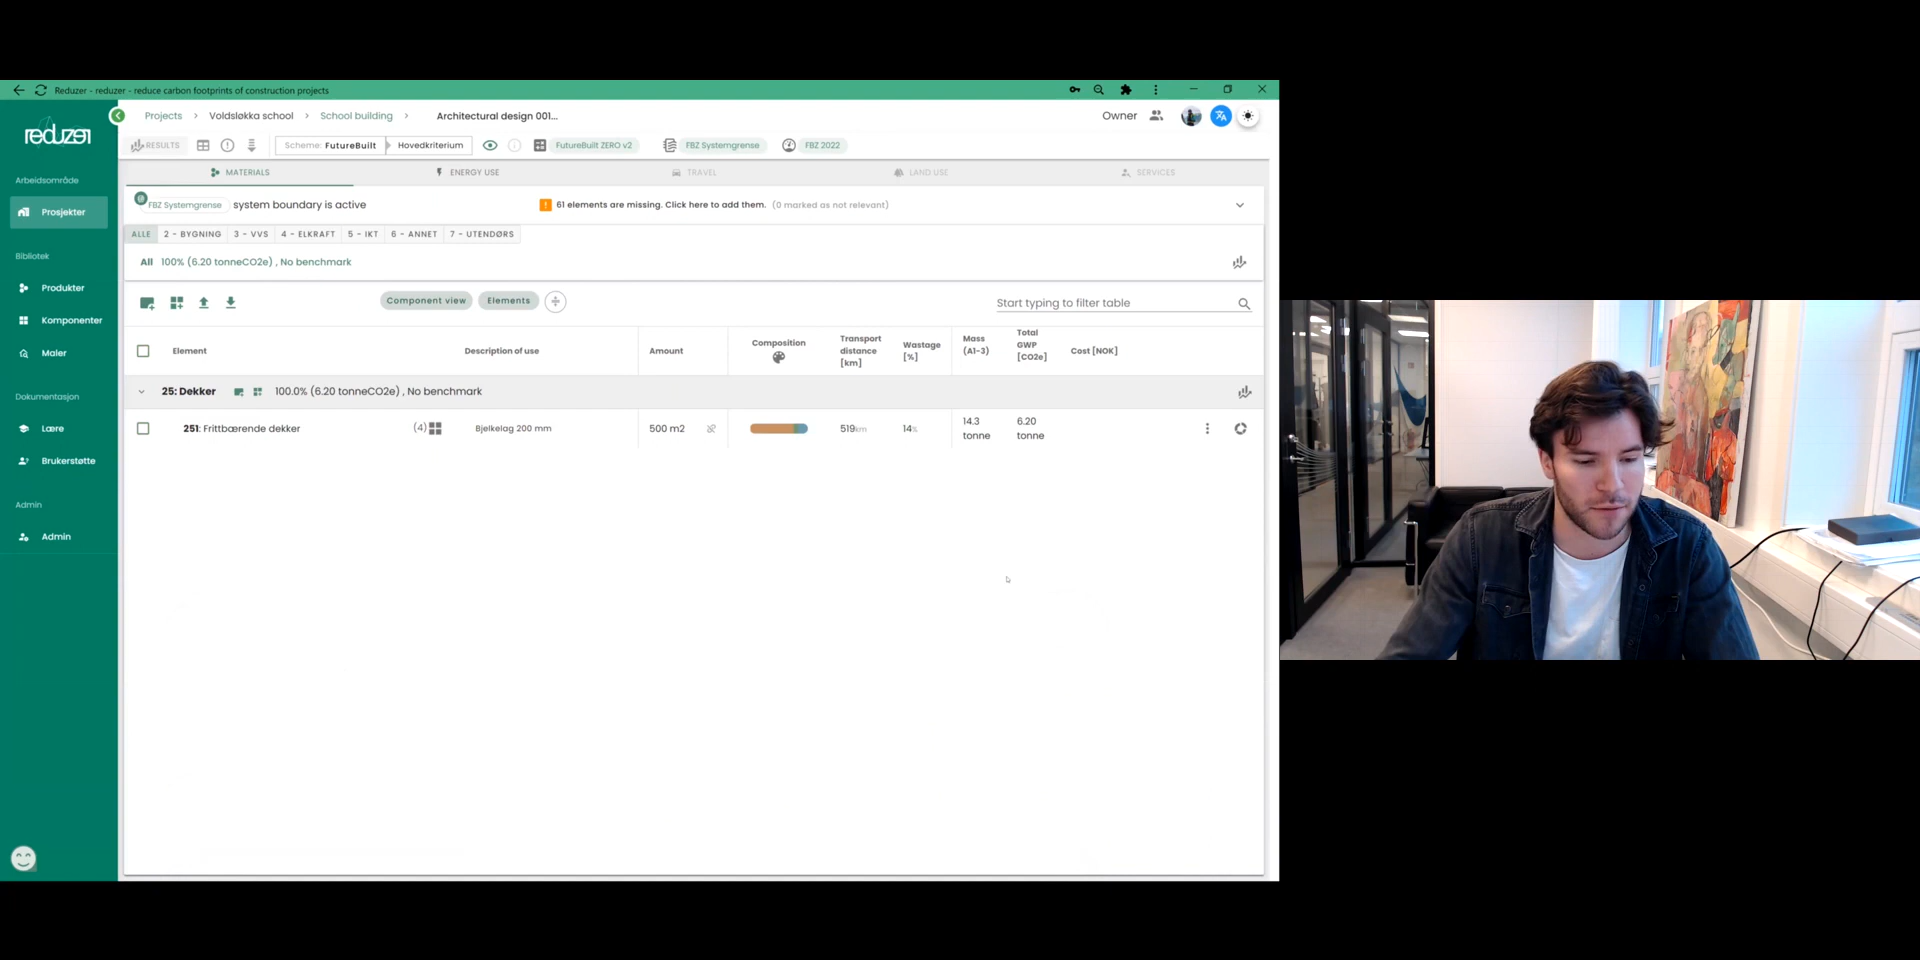 Reduzer - reduzer - reduce carbon footprints of construction projects
reduzer
Arbeidsområde
Prosjekter
Bibliotek
Produkter
Komponenter
Maler
Dokumentasjon
Lære
Brukerstøtte
Admin
Admin
Projects > Voldsløkka school > School building > Architectural design 001...
Owner
RESULTS
Scheme: FutureBuilt
Hovedkriterium
FutureBuilt ZERO v2
FBZ Systemgrense
FBZ 2022
MATERIALS
ENERGY USE
TRAVEL
LAND USE
SERVICES
FBZ Systemgrense system boundary is active
61 elements are missing. Click here to add them. (0 marked as not relevant)
ALLE
2 - BYGNING
3 - VVS
4 - ELKRAFT
5 - IKT
6 - ANNET
7 - UTENDØRS
All 100% (6.20 tonneCO2e) , No benchmark
Component view
Elements
Start typing to filter table
Element
Description of use
Amount
Composition
Transport
distance
[km]
Wastage
[%]
Mass
(A1-3)
Total
GWP
[CO2e]
Cost [NOK]
25: Dekker
100.0% (6.20 tonneCO2e) , No benchmark
251: Frittbærende dekker
(4)
Bjelkelag 200 mm
500 m2
519km
14%
14.3
tonne
6.20
tonne